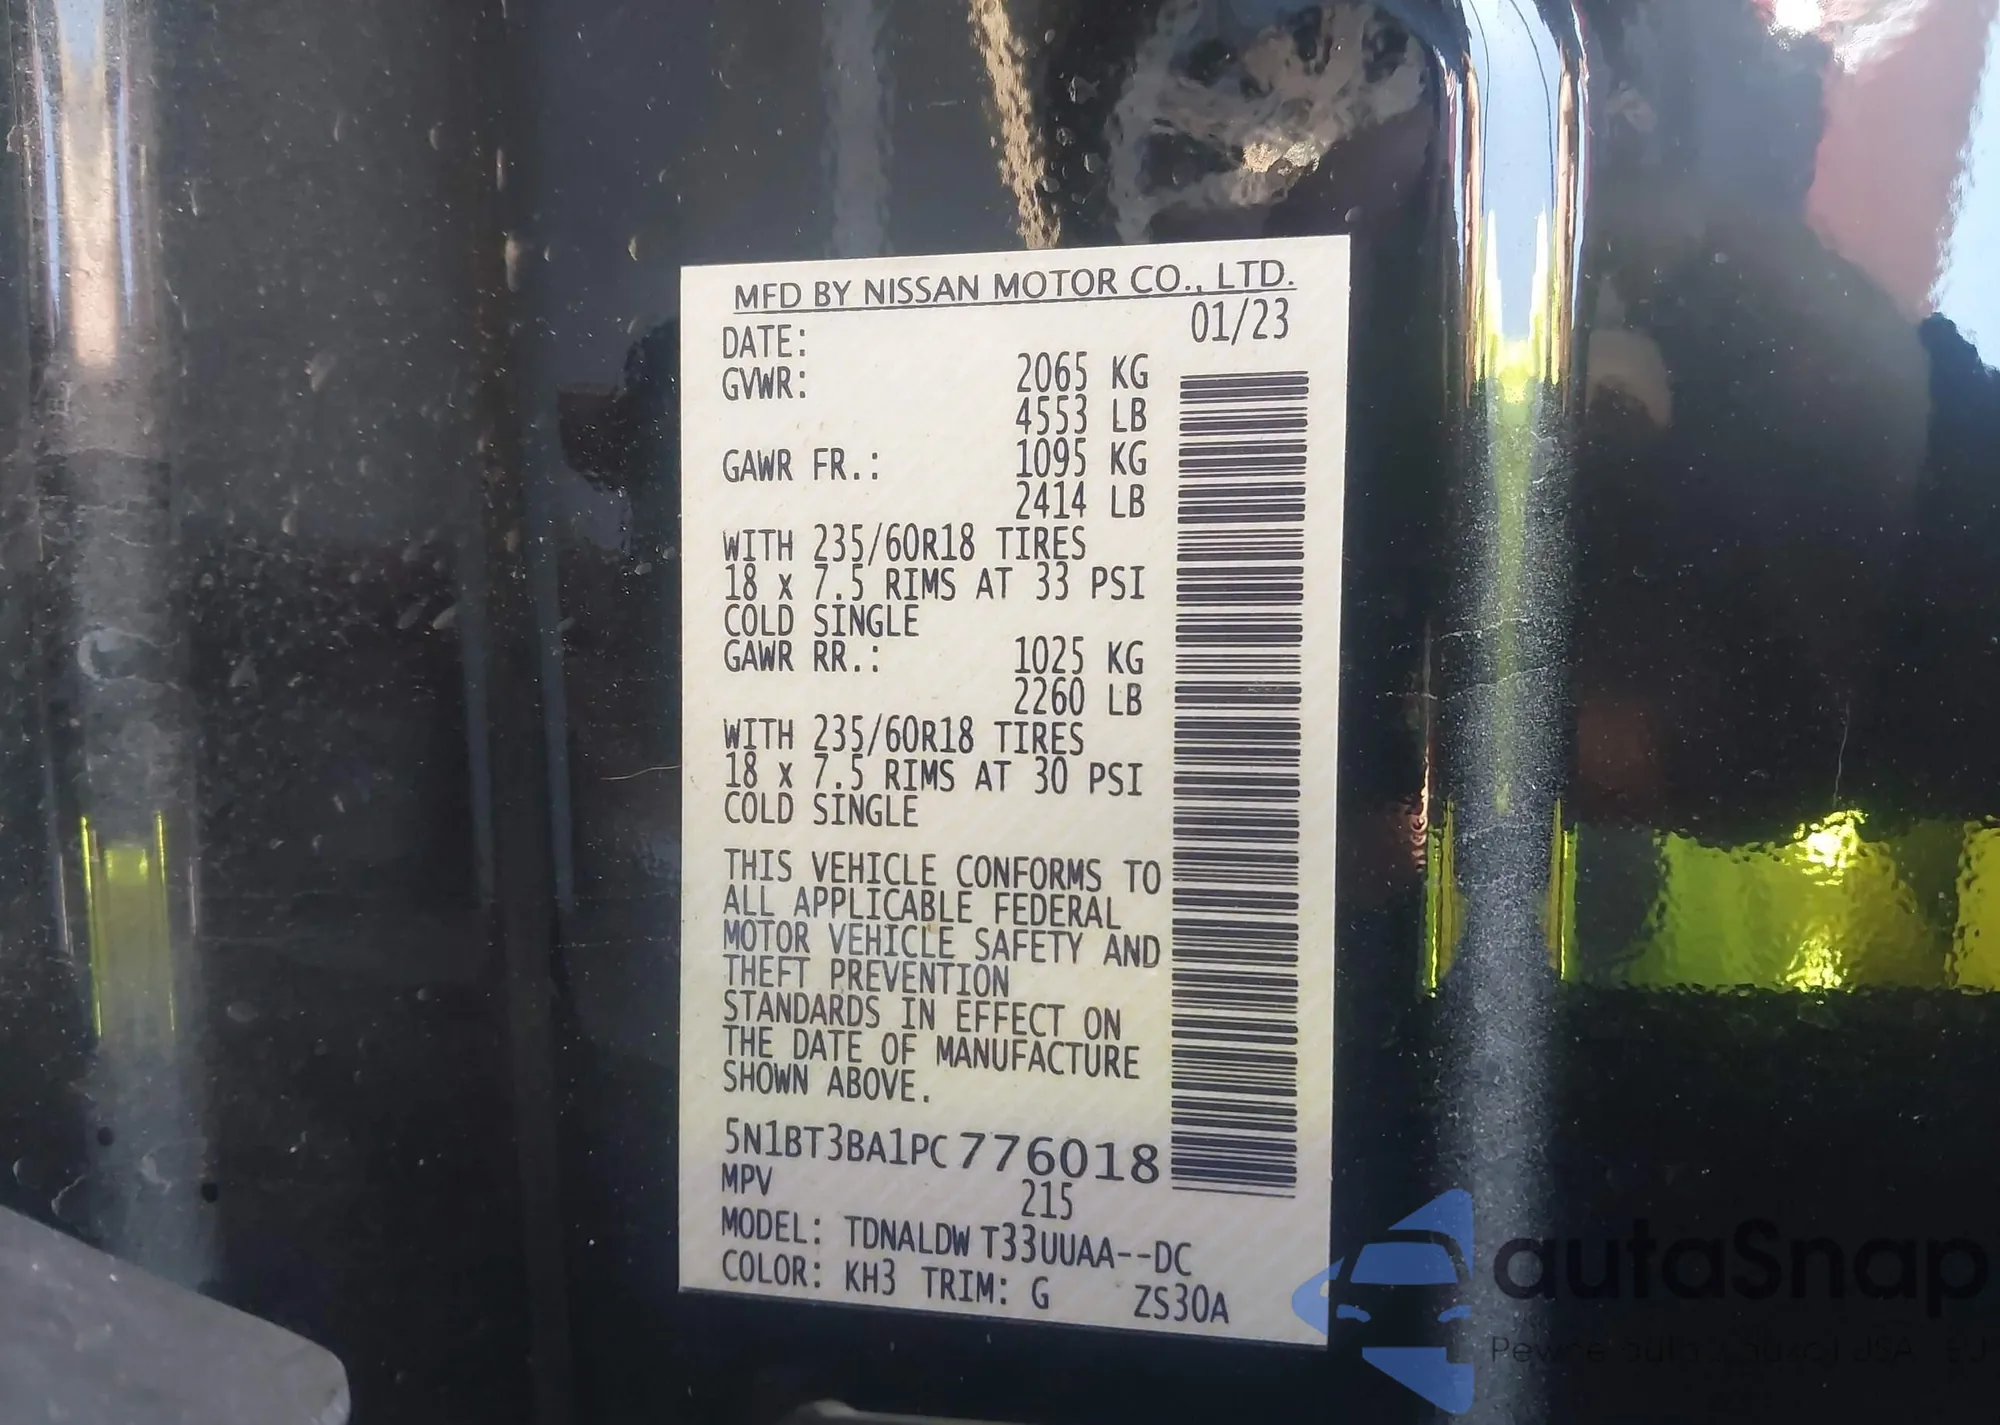 MFD BY NISSAN MOTOR CO., LTD.
DATE: 01/23
GVWR: 2065 KG
4553 LB
GAWR FR.: 1095 KG
2414 LB
WITH 235/60R18 TIRES
18 x 7.5 RIMS AT 33 PSI
COLD SINGLE
GAWR RR.: 1025 KG
2260 LB
WITH 235/60R18 TIRES
18 x 7.5 RIMS AT 30 PSI
COLD SINGLE
THIS VEHICLE CONFORMS TO
ALL APPLICABLE FEDERAL
MOTOR VEHICLE SAFETY AND
THEFT PREVENTION
STANDARDS IN EFFECT ON
THE DATE OF MANUFACTURE
SHOWN ABOVE.
5N1BT3BA1PC776018
MPV 215
MODEL: TDNALDW T33UUAA--DC
COLOR: KH3 TRIM: G ZS30A
autaSnap
Pewne auta z USA